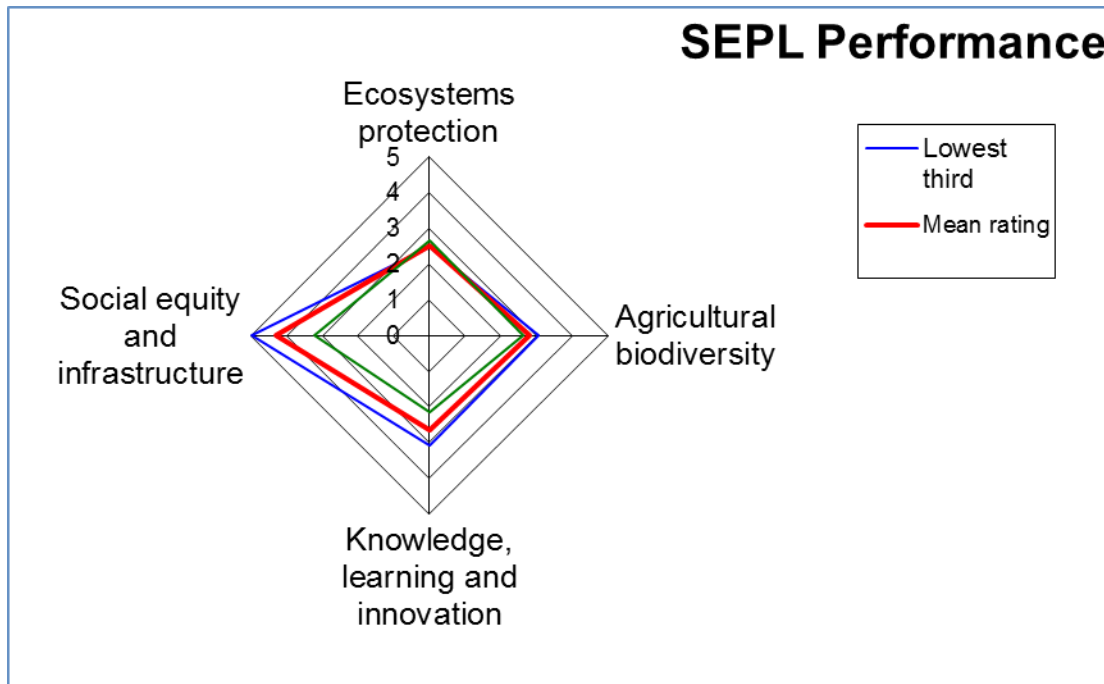 SEPL Performance
Ecosystems
protection
5
4
3
2
1
0
Lowest
third
Mean rating
Social equity
and
infrastructure
Agricultural
biodiversity
Knowledge,
learning and
innovation